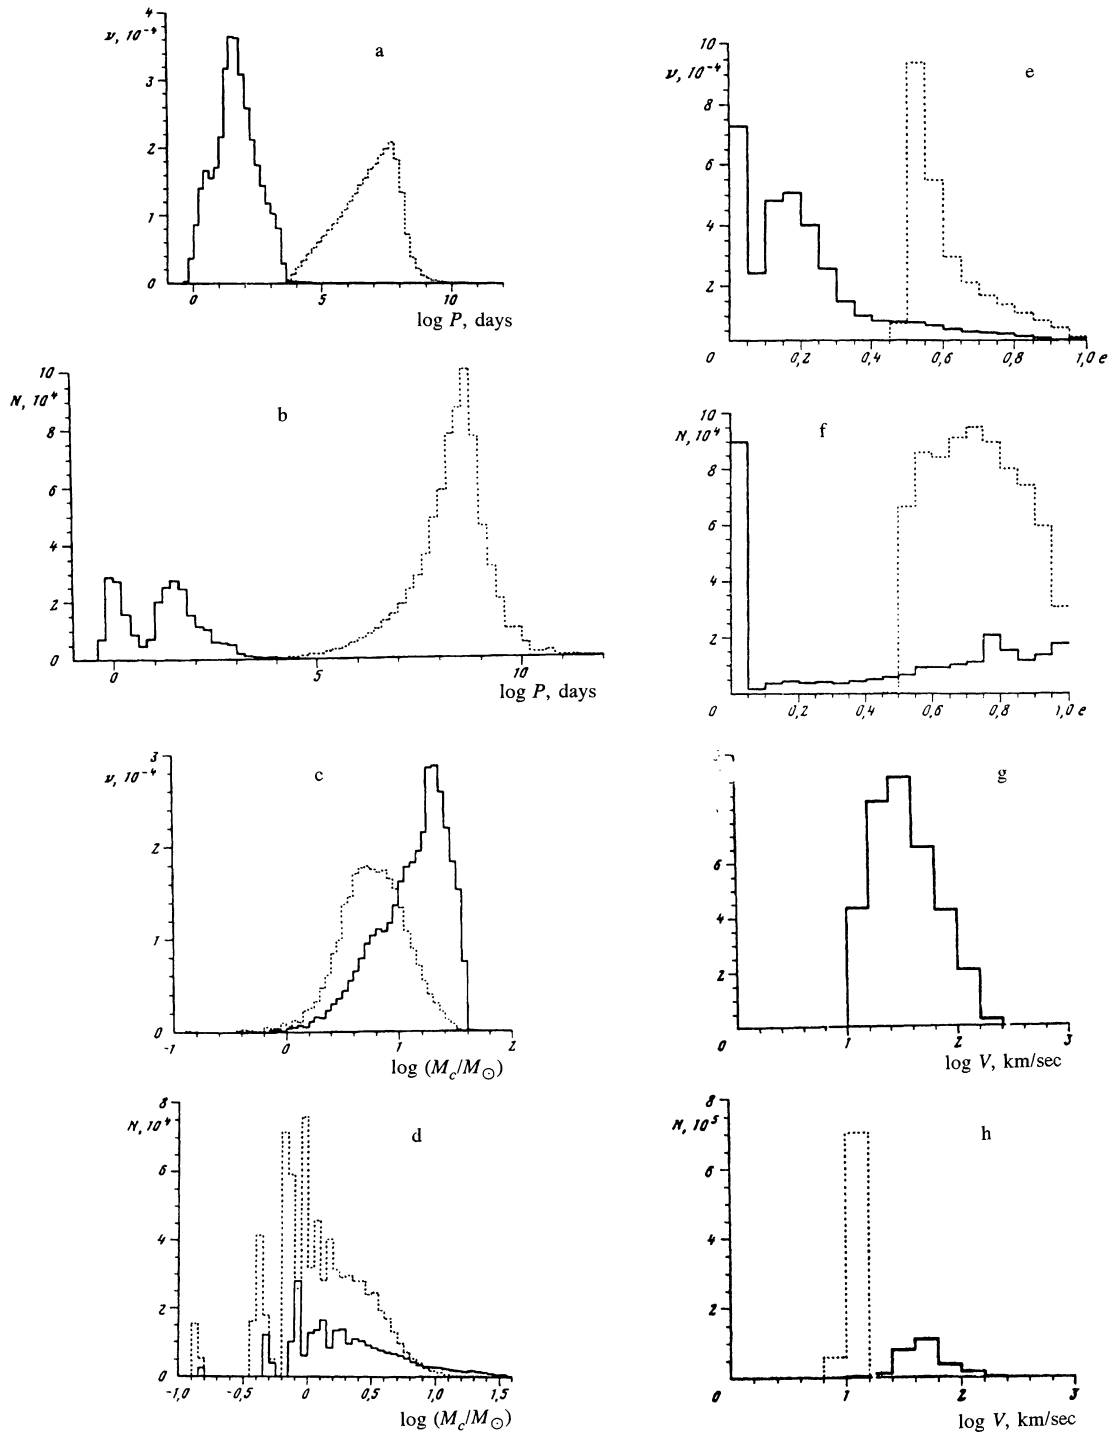 ν, 10⁻⁴
a
4
3
2
1
0
0 5 10
log P, days
N, 10⁴
b
10
8
6
4
2
0
0 5 10
log P, days
ν, 10⁻⁴
c
3
2
1
0
-1 0 1 2
log (M_c/M_⊙)
N, 10⁴
d
8
6
4
2
0
-1,0 -0,5 0 0,5 1,0 1,5
log (M_c/M_⊙)
ν, 10⁻⁴
e
10
8
6
4
2
0 0,2 0,4 0,6 0,8 1,0 e
N, 10⁴
f
10
8
6
4
2
0 0,2 0,4 0,6 0,8 1,0 e
g
6
4
2
0 1 2 3
log V, km/sec
N, 10⁵
h
8
6
4
2
0 1 2 3
log V, km/sec